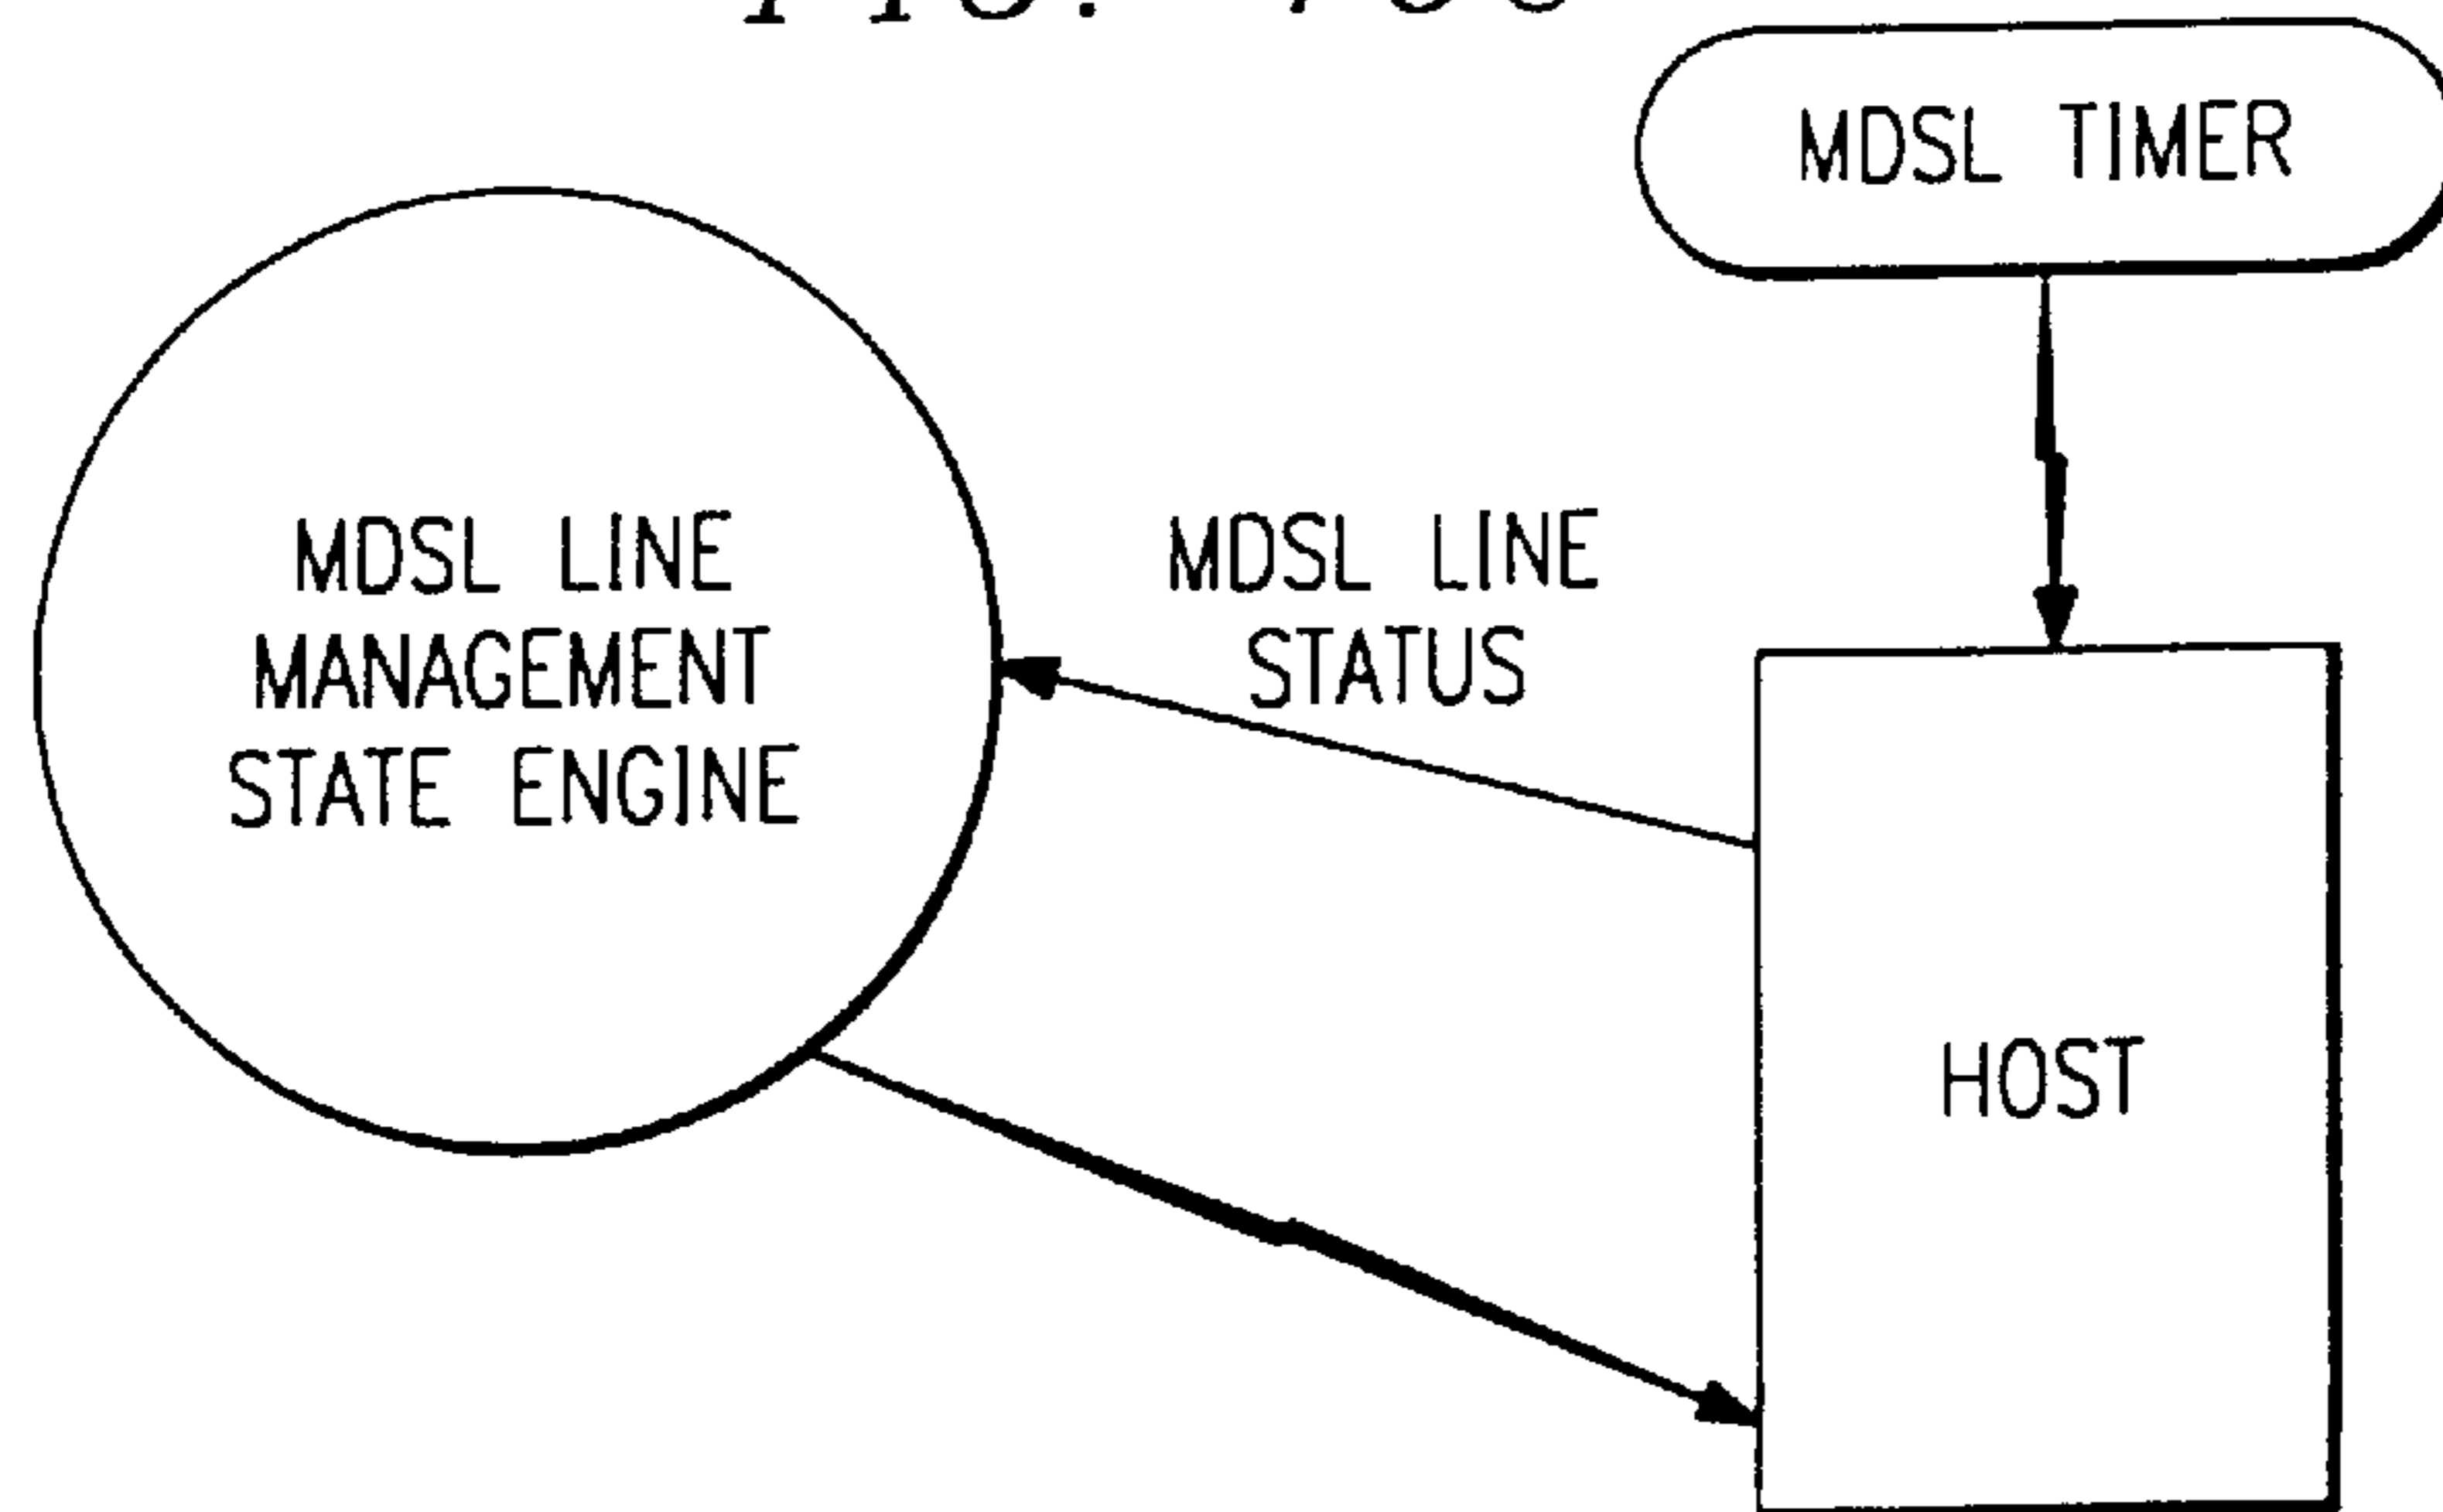 MDSL TIMER
MDSL LINE
MANAGEMENT
STATE ENGINE
MDSL LINE
STATUS
HOST